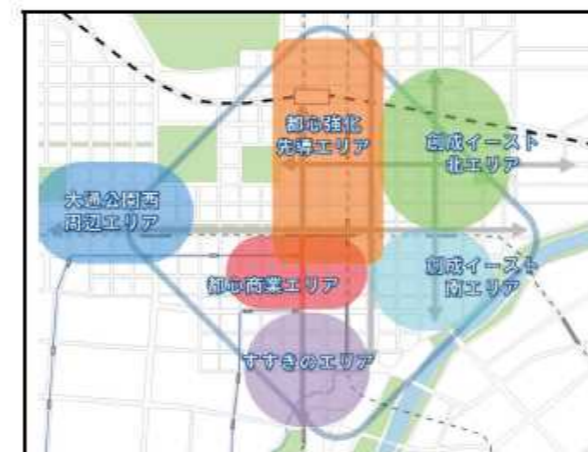 都心強化
先導エリア
創成イースト
北エリア
大通公園西
周辺エリア
都心商業エリア
創成イースト
南エリア
すすきのエリア